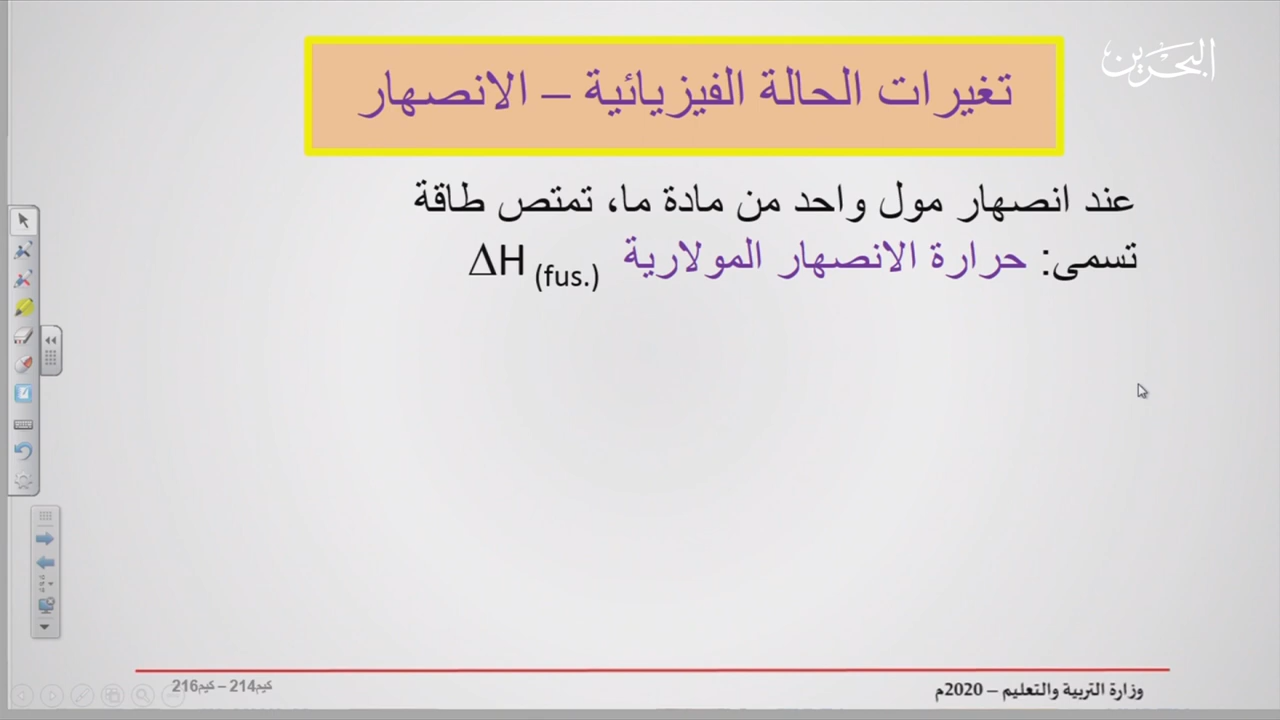 البحرين
تغيرات الحالة الفيزيائية – الانصهار
عند انصهار مول واحد من مادة ما، تمتص طاقة
تسمى: حرارة الانصهار المولارية ΔH (fus.)
وزارة التربية والتعليم – 2020م
كيم214 – كيم216